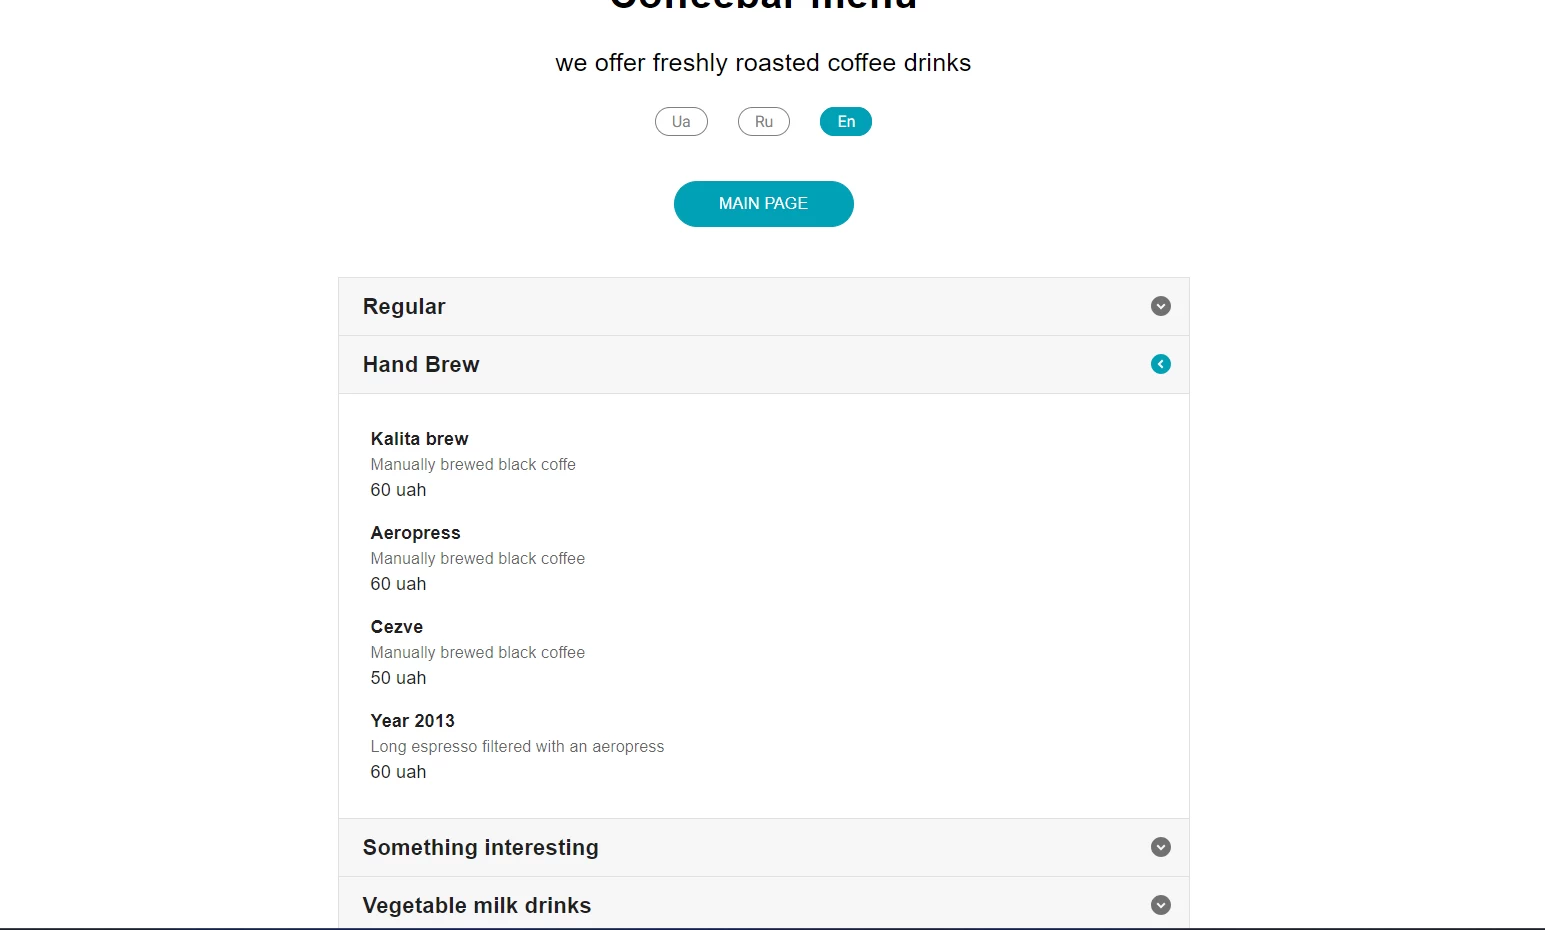 Coffeebar menu
we offer freshly roasted coffee drinks
Ua Ru En
MAIN PAGE
Regular
Hand Brew
Kalita brew
Manually brewed black coffe
60 uah
Aeropress
Manually brewed black coffee
60 uah
Cezve
Manually brewed black coffee
50 uah
Year 2013
Long espresso filtered with an aeropress
60 uah
Something interesting
Vegetable milk drinks